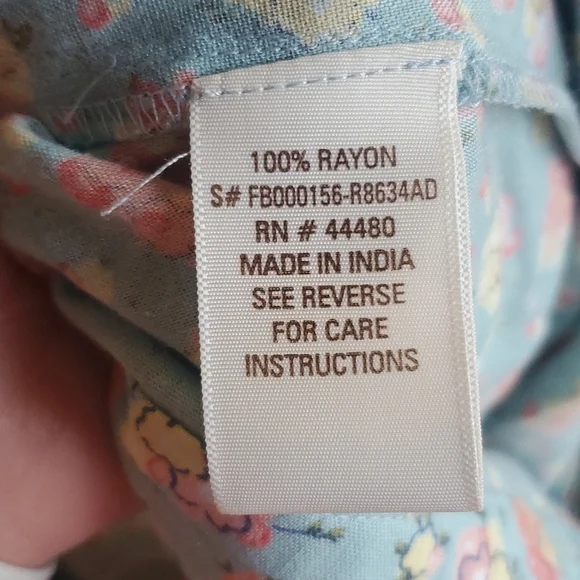 100% RAYON
S# FB000156-R8634AD
RN # 44480
MADE IN INDIA
SEE REVERSE
FOR CARE
INSTRUCTIONS